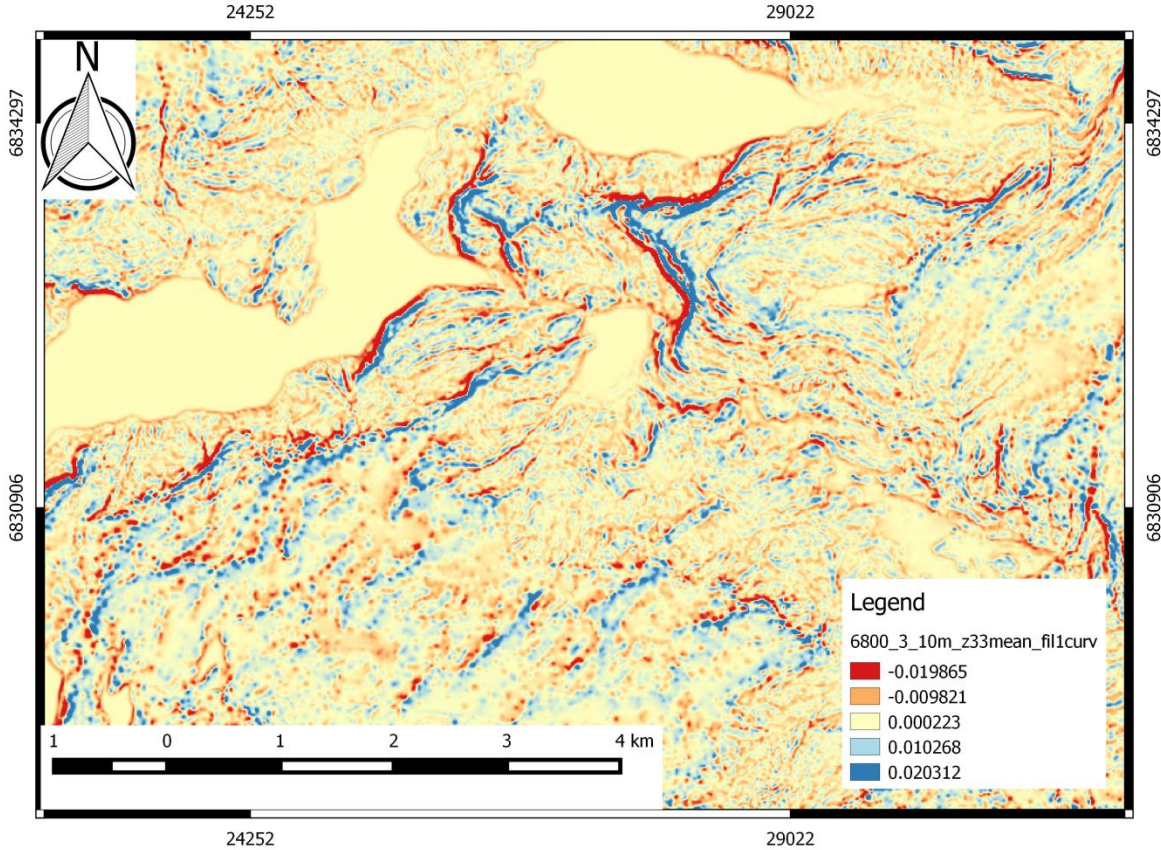 24252 29022
N
6834297 6834297
6830906 6830906
Legend
6800_3_10m_z33mean_fil1curv
-0.019865
-0.009821
0.000223
0.010268
0.020312
1 0 1 2 3 4 km
24252 29022